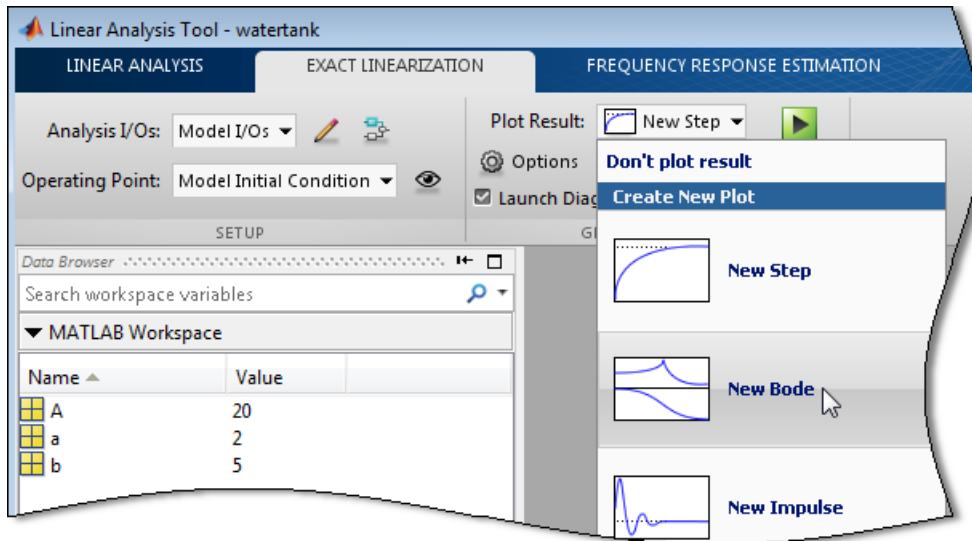 Linear Analysis Tool - watertank
LINEAR ANALYSIS
EXACT LINEARIZATION
FREQUENCY RESPONSE ESTIMATION
Analysis I/Os:
Model I/Os
Operating Point:
Model Initial Condition
SETUP
Plot Result:
New Step
Options
Launch Diag
Don't plot result
Create New Plot
New Step
New Bode
New Impulse
Data Browser
Search workspace variables
MATLAB Workspace
Name Value
A 20
a 2
b 5